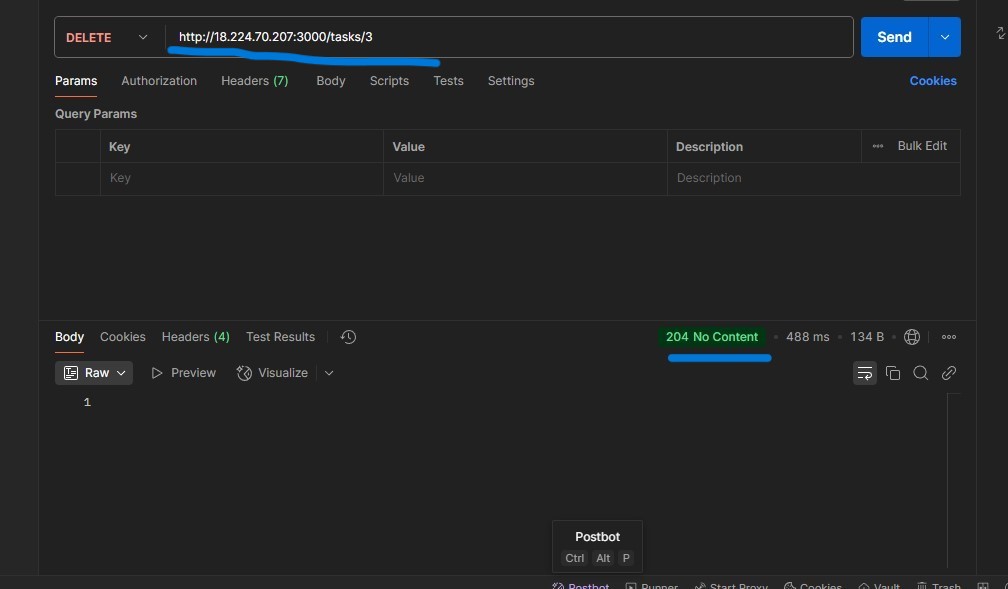 DELETE http://18.224.70.207:3000/tasks/3 Send
Params Authorization Headers (7) Body Scripts Tests Settings Cookies
Query Params
Key Value Description Bulk Edit
Key Value Description
Body Cookies Headers (4) Test Results 204 No Content 488 ms 134 B
Raw Preview Visualize
1
Postbot
Ctrl Alt P
Postbot Runner Start Proxy Cookies Vault Trash